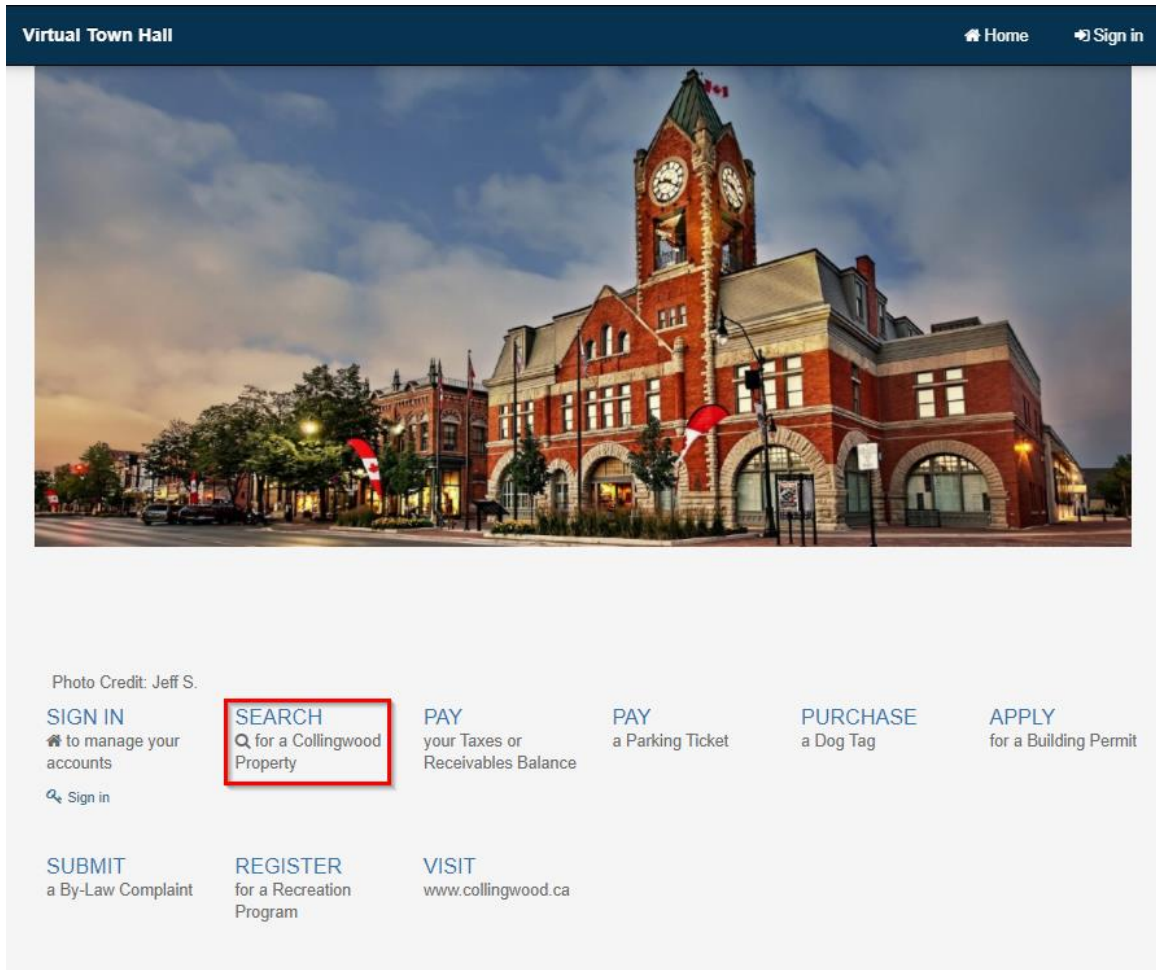 Virtual Town Hall
Home
Sign in
Photo Credit: Jeff S.
SIGN IN
to manage your
accounts
Sign in
SEARCH
for a Collingwood
Property
PAY
your Taxes or
Receivables Balance
PAY
a Parking Ticket
PURCHASE
a Dog Tag
APPLY
for a Building Permit
SUBMIT
a By-Law Complaint
REGISTER
for a Recreation
Program
VISIT
www.collingwood.ca